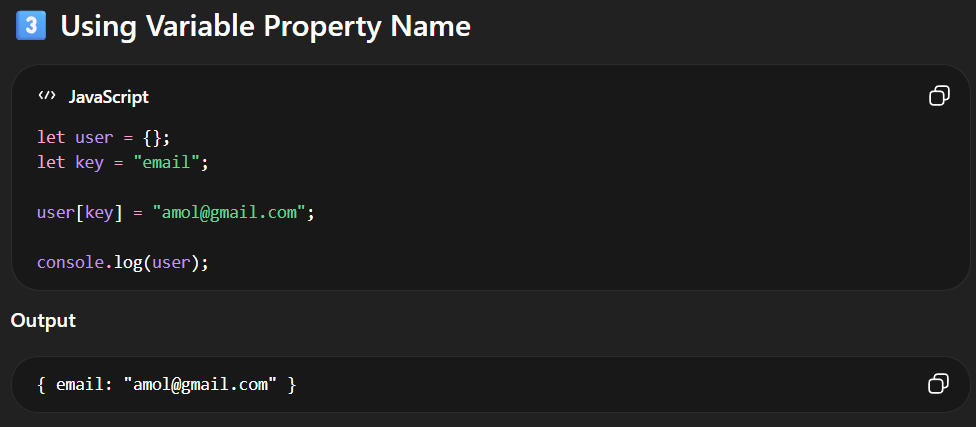 3 Using Variable Property Name
</> JavaScript
let user = {};
let key = "email";
user[key] = "amol@gmail.com";
console.log(user);
Output
{ email: "amol@gmail.com" }